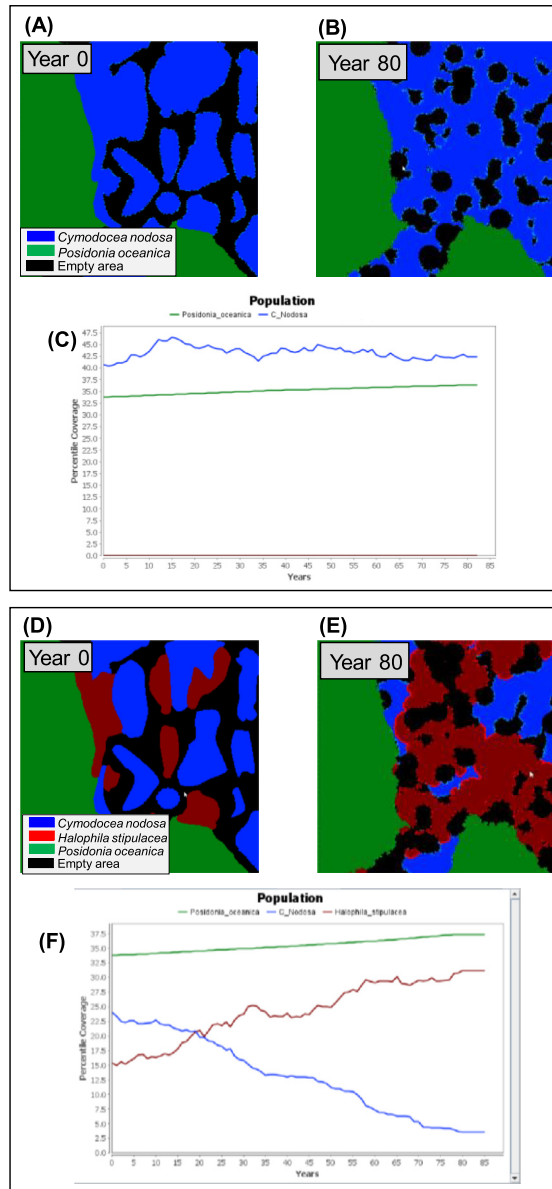 (A)
Year 0
(B)
Year 80
Cymodocea nodosa
Posidonia oceanica
Empty area
(C)
Population
Posidonia_oceanica C_Nodosa
Percentile Coverage
47.5
45.0
42.5
40.0
37.5
35.0
32.5
30.0
27.5
25.0
22.5
20.0
17.5
15.0
12.5
10.0
7.5
5.0
2.5
0.0
0 5 10 15 20 25 30 35 40 45 50 55 60 65 70 75 80 85
Years
(D)
Year 0
(E)
Year 80
Cymodocea nodosa
Halophila stipulacea
Posidonia oceanica
Empty area
(F)
Population
Posidonia_oceanica C_Nodosa Halophila_stipulacea
Percentile Coverage
37.5
35.0
32.5
30.0
27.5
25.0
22.5
20.0
17.5
15.0
12.5
10.0
7.5
5.0
2.5
0.0
0 5 10 15 20 25 30 35 40 45 50 55 60 65 70 75 80 85
Years